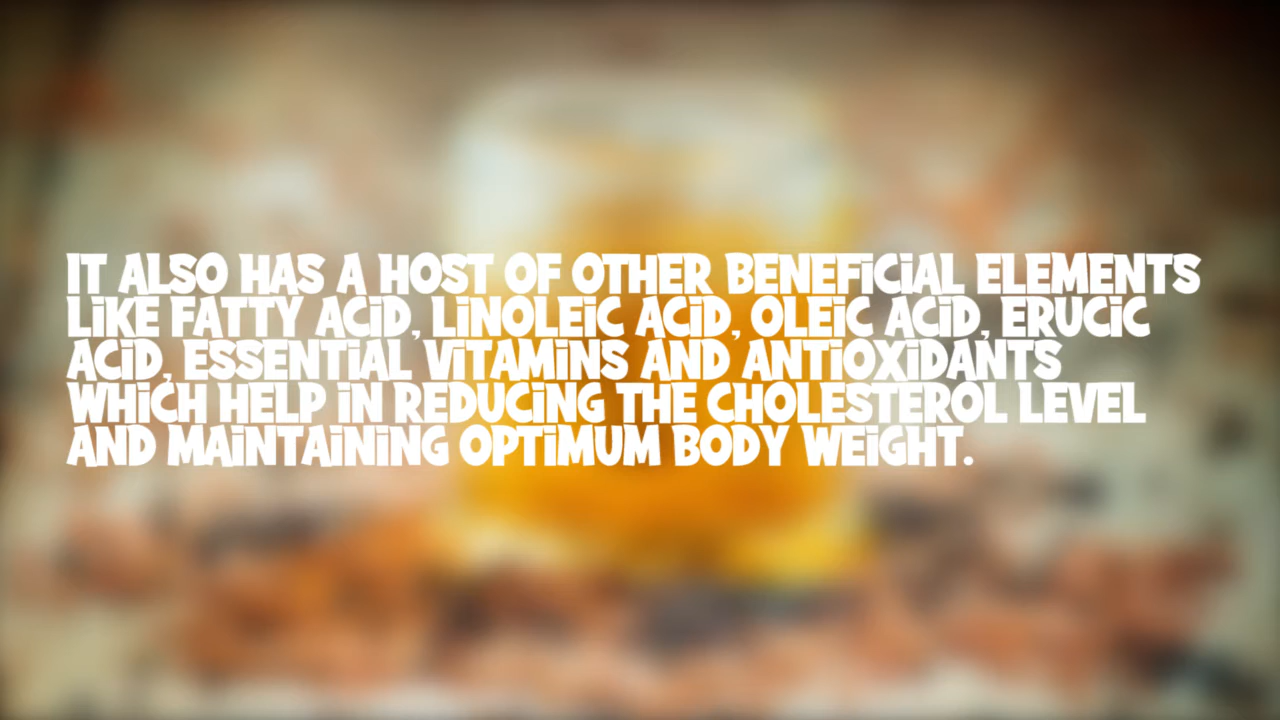 IT ALSO HAS A HOST OF OTHER BENEFiCiAL ELEMENTS
LiKE FATTY ACiD, LiNOLEiC ACiD, OLEiC ACiD, ERUCiC
ACiD, ESSENTiAL ViTAMiNS AND ANTiOXiDANTS
WHiCH HELP iN REDUCiNG THE CHOLESTEROL LEVEL
AND MAiNTAiNiNG OPTiMUM BODY WEiGHT.